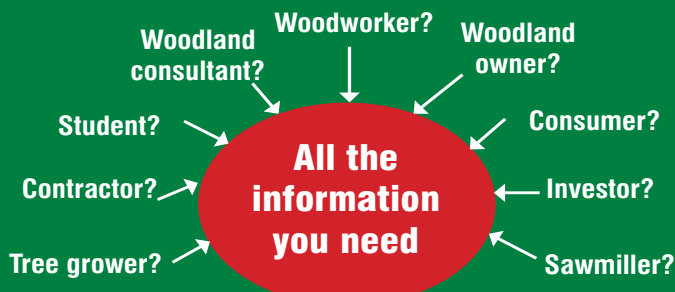 Woodworker?
Woodland
consultant?
Woodland
owner?
Student?
Consumer?
Contractor?
Investor?
Tree grower?
Sawmiller?
All the
information
you need